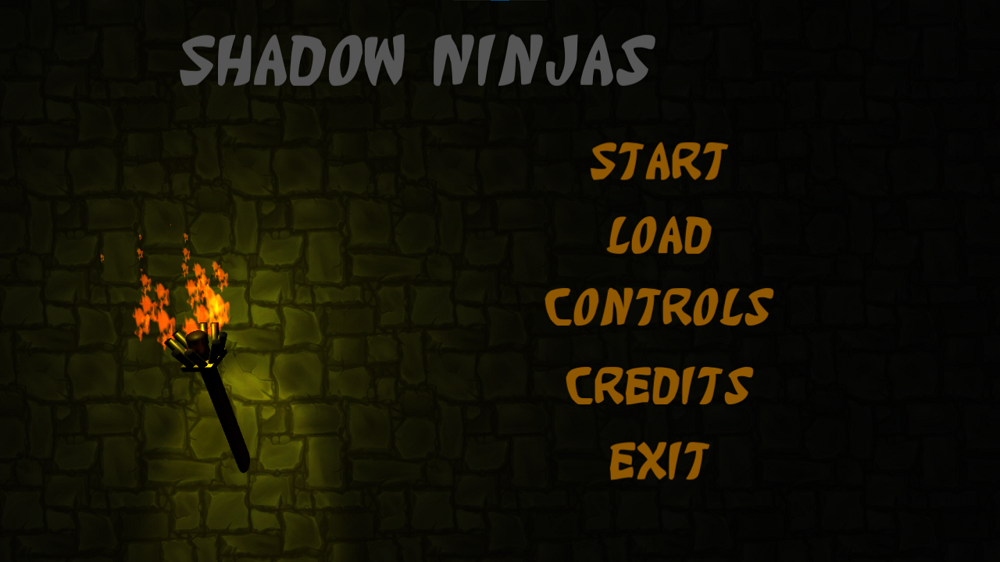 SHADOW NINJAS
START
LOAD
CONTROLS
CREDITS
EXIT